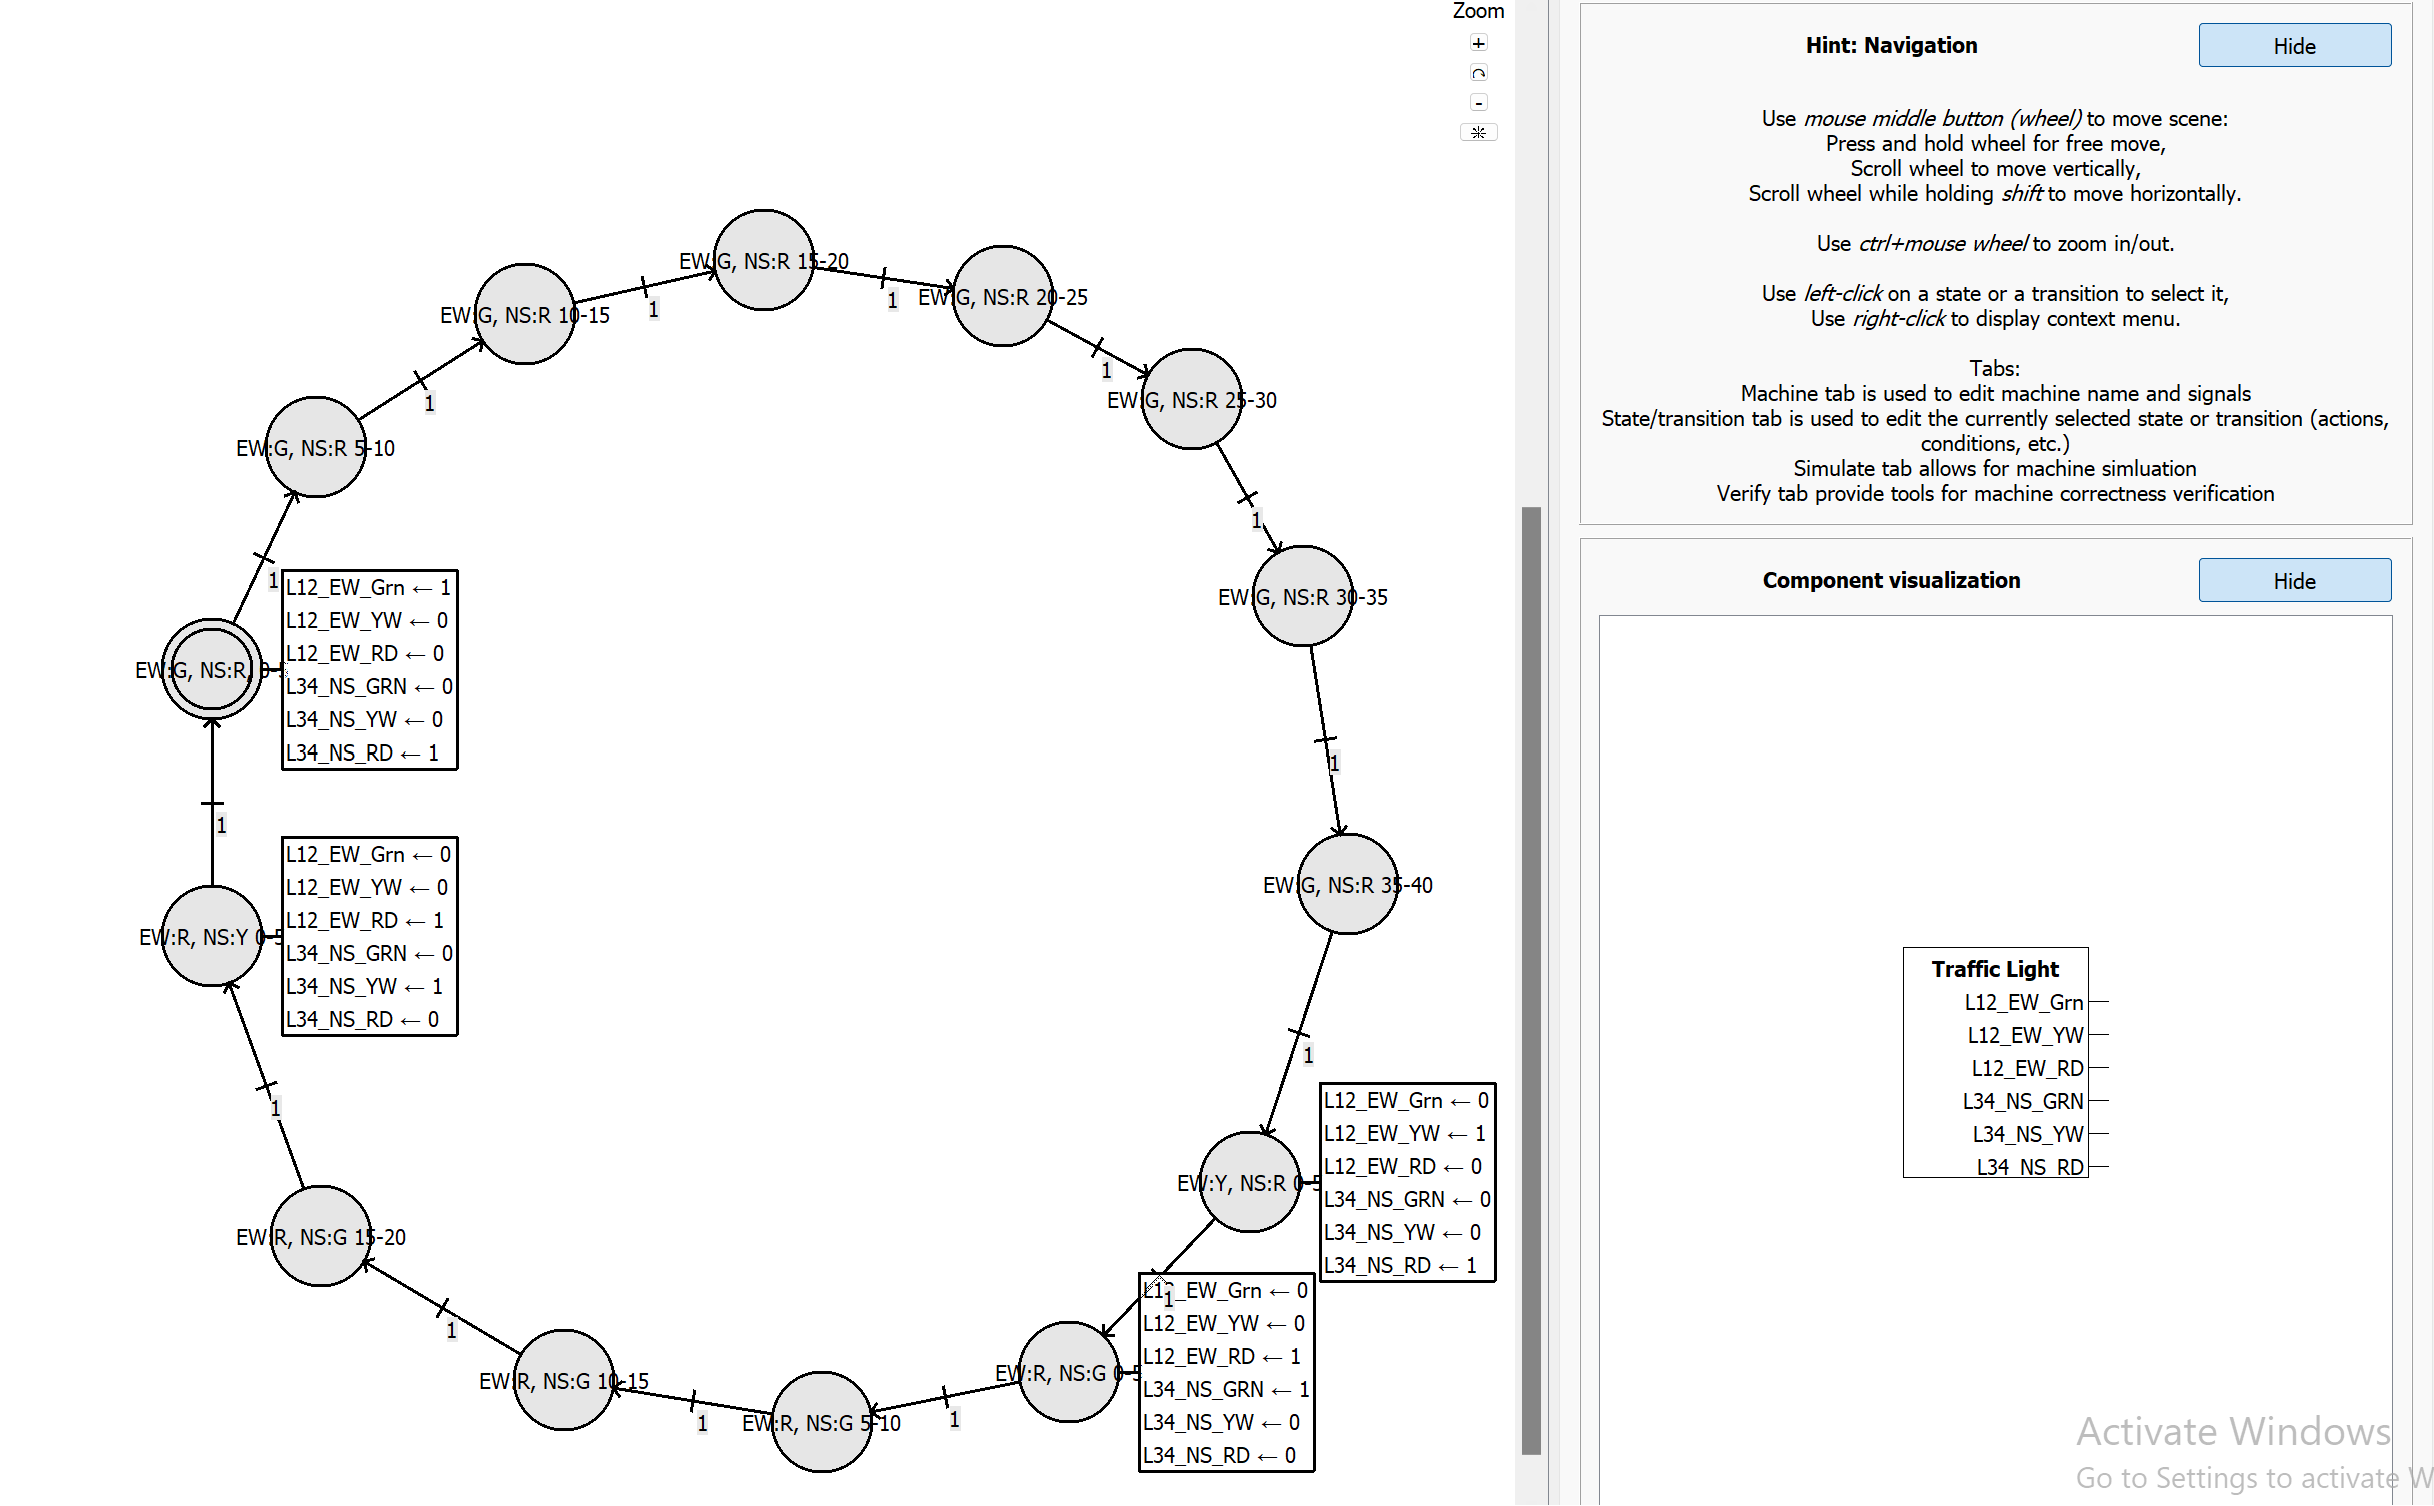 Zoom
+
-
EW:G, NS:R 15-20
EW:G, NS:R 20-25
EW:G, NS:R 10-15
1
1
1
EW:G, NS:R 25-30
1
EW:G, NS:R 5-10
1
1
EW:G, NS:R 30-35
L12_EW_Grn ← 1
L12_EW_YW ← 0
L12_EW_RD ← 0
L34_NS_GRN ← 0
L34_NS_YW ← 0
L34_NS_RD ← 1
EW:G, NS:R, 0-5
1
1
L12_EW_Grn ← 0
L12_EW_YW ← 0
L12_EW_RD ← 1
L34_NS_GRN ← 0
L34_NS_YW ← 1
L34_NS_RD ← 0
EW:R, NS:Y 0-5
EW:G, NS:R 35-40
1
1
L12_EW_Grn ← 0
L12_EW_YW ← 1
L12_EW_RD ← 0
L34_NS_GRN ← 0
L34_NS_YW ← 0
L34_NS_RD ← 1
EW:Y, NS:R 0-5
EW:R, NS:G 15-20
1
L12_EW_Grn ← 0
L12_EW_YW ← 0
L12_EW_RD ← 1
L34_NS_GRN ← 1
L34_NS_YW ← 0
L34_NS_RD ← 0
1
EW:R, NS:G 0-5
EW:R, NS:G 10-15
1
EW:R, NS:G 5-10
1
Hint: Navigation
Hide
Use mouse middle button (wheel) to move scene:
Press and hold wheel for free move,
Scroll wheel to move vertically,
Scroll wheel while holding shift to move horizontally.
Use ctrl+mouse wheel to zoom in/out.
Use left-click on a state or a transition to select it,
Use right-click to display context menu.
Tabs:
Machine tab is used to edit machine name and signals
State/transition tab is used to edit the currently selected state or transition (actions,
conditions, etc.)
Simulate tab allows for machine simluation
Verify tab provide tools for machine correctness verification
Component visualization
Hide
Traffic Light
L12_EW_Grn
L12_EW_YW
L12_EW_RD
L34_NS_GRN
L34_NS_YW
L34_NS_RD
Activate Windows
Go to Settings to activate W